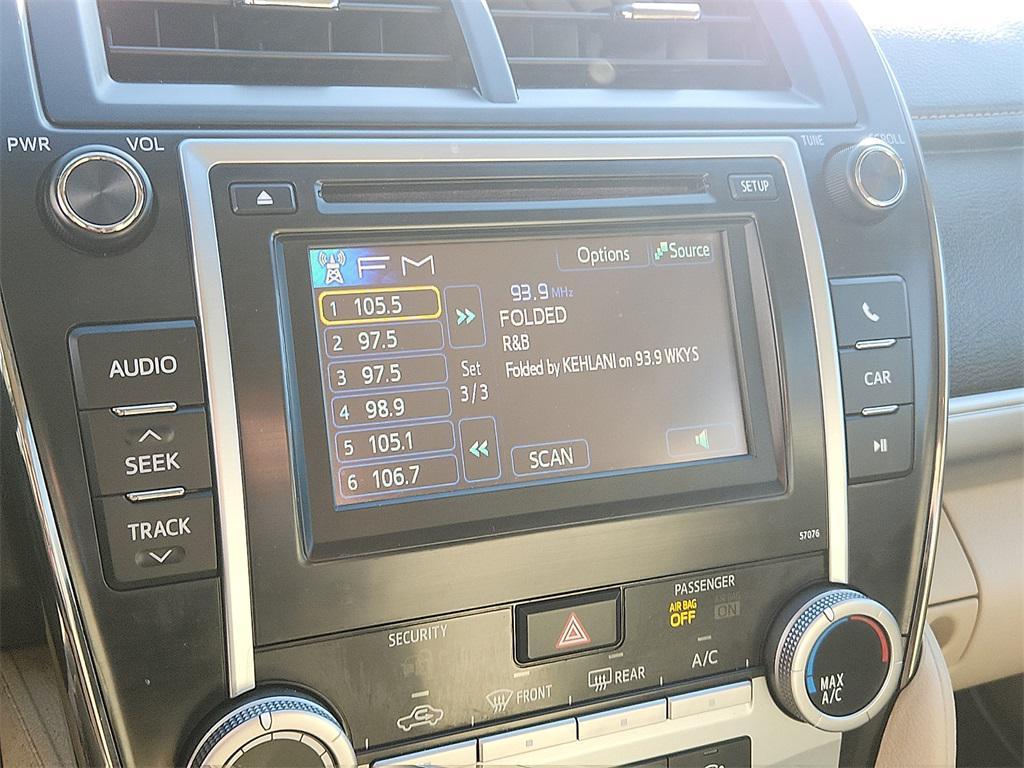 PWR
VOL
TUNE
SCROLL
SETUP
FM
Options
Source
1 105.5
2 97.5
3 97.5
4 98.9
5 105.1
6 106.7
Set
3/3
93.9 MHz
FOLDED
R&B
Folded by KEHLANI on 93.9 WKYS
SCAN
AUDIO
SEEK
TRACK
CAR
57076
SECURITY
PASSENGER
AIR BAG
OFF
AIR BAG
ON
FRONT
REAR
A/C
MAX
A/C